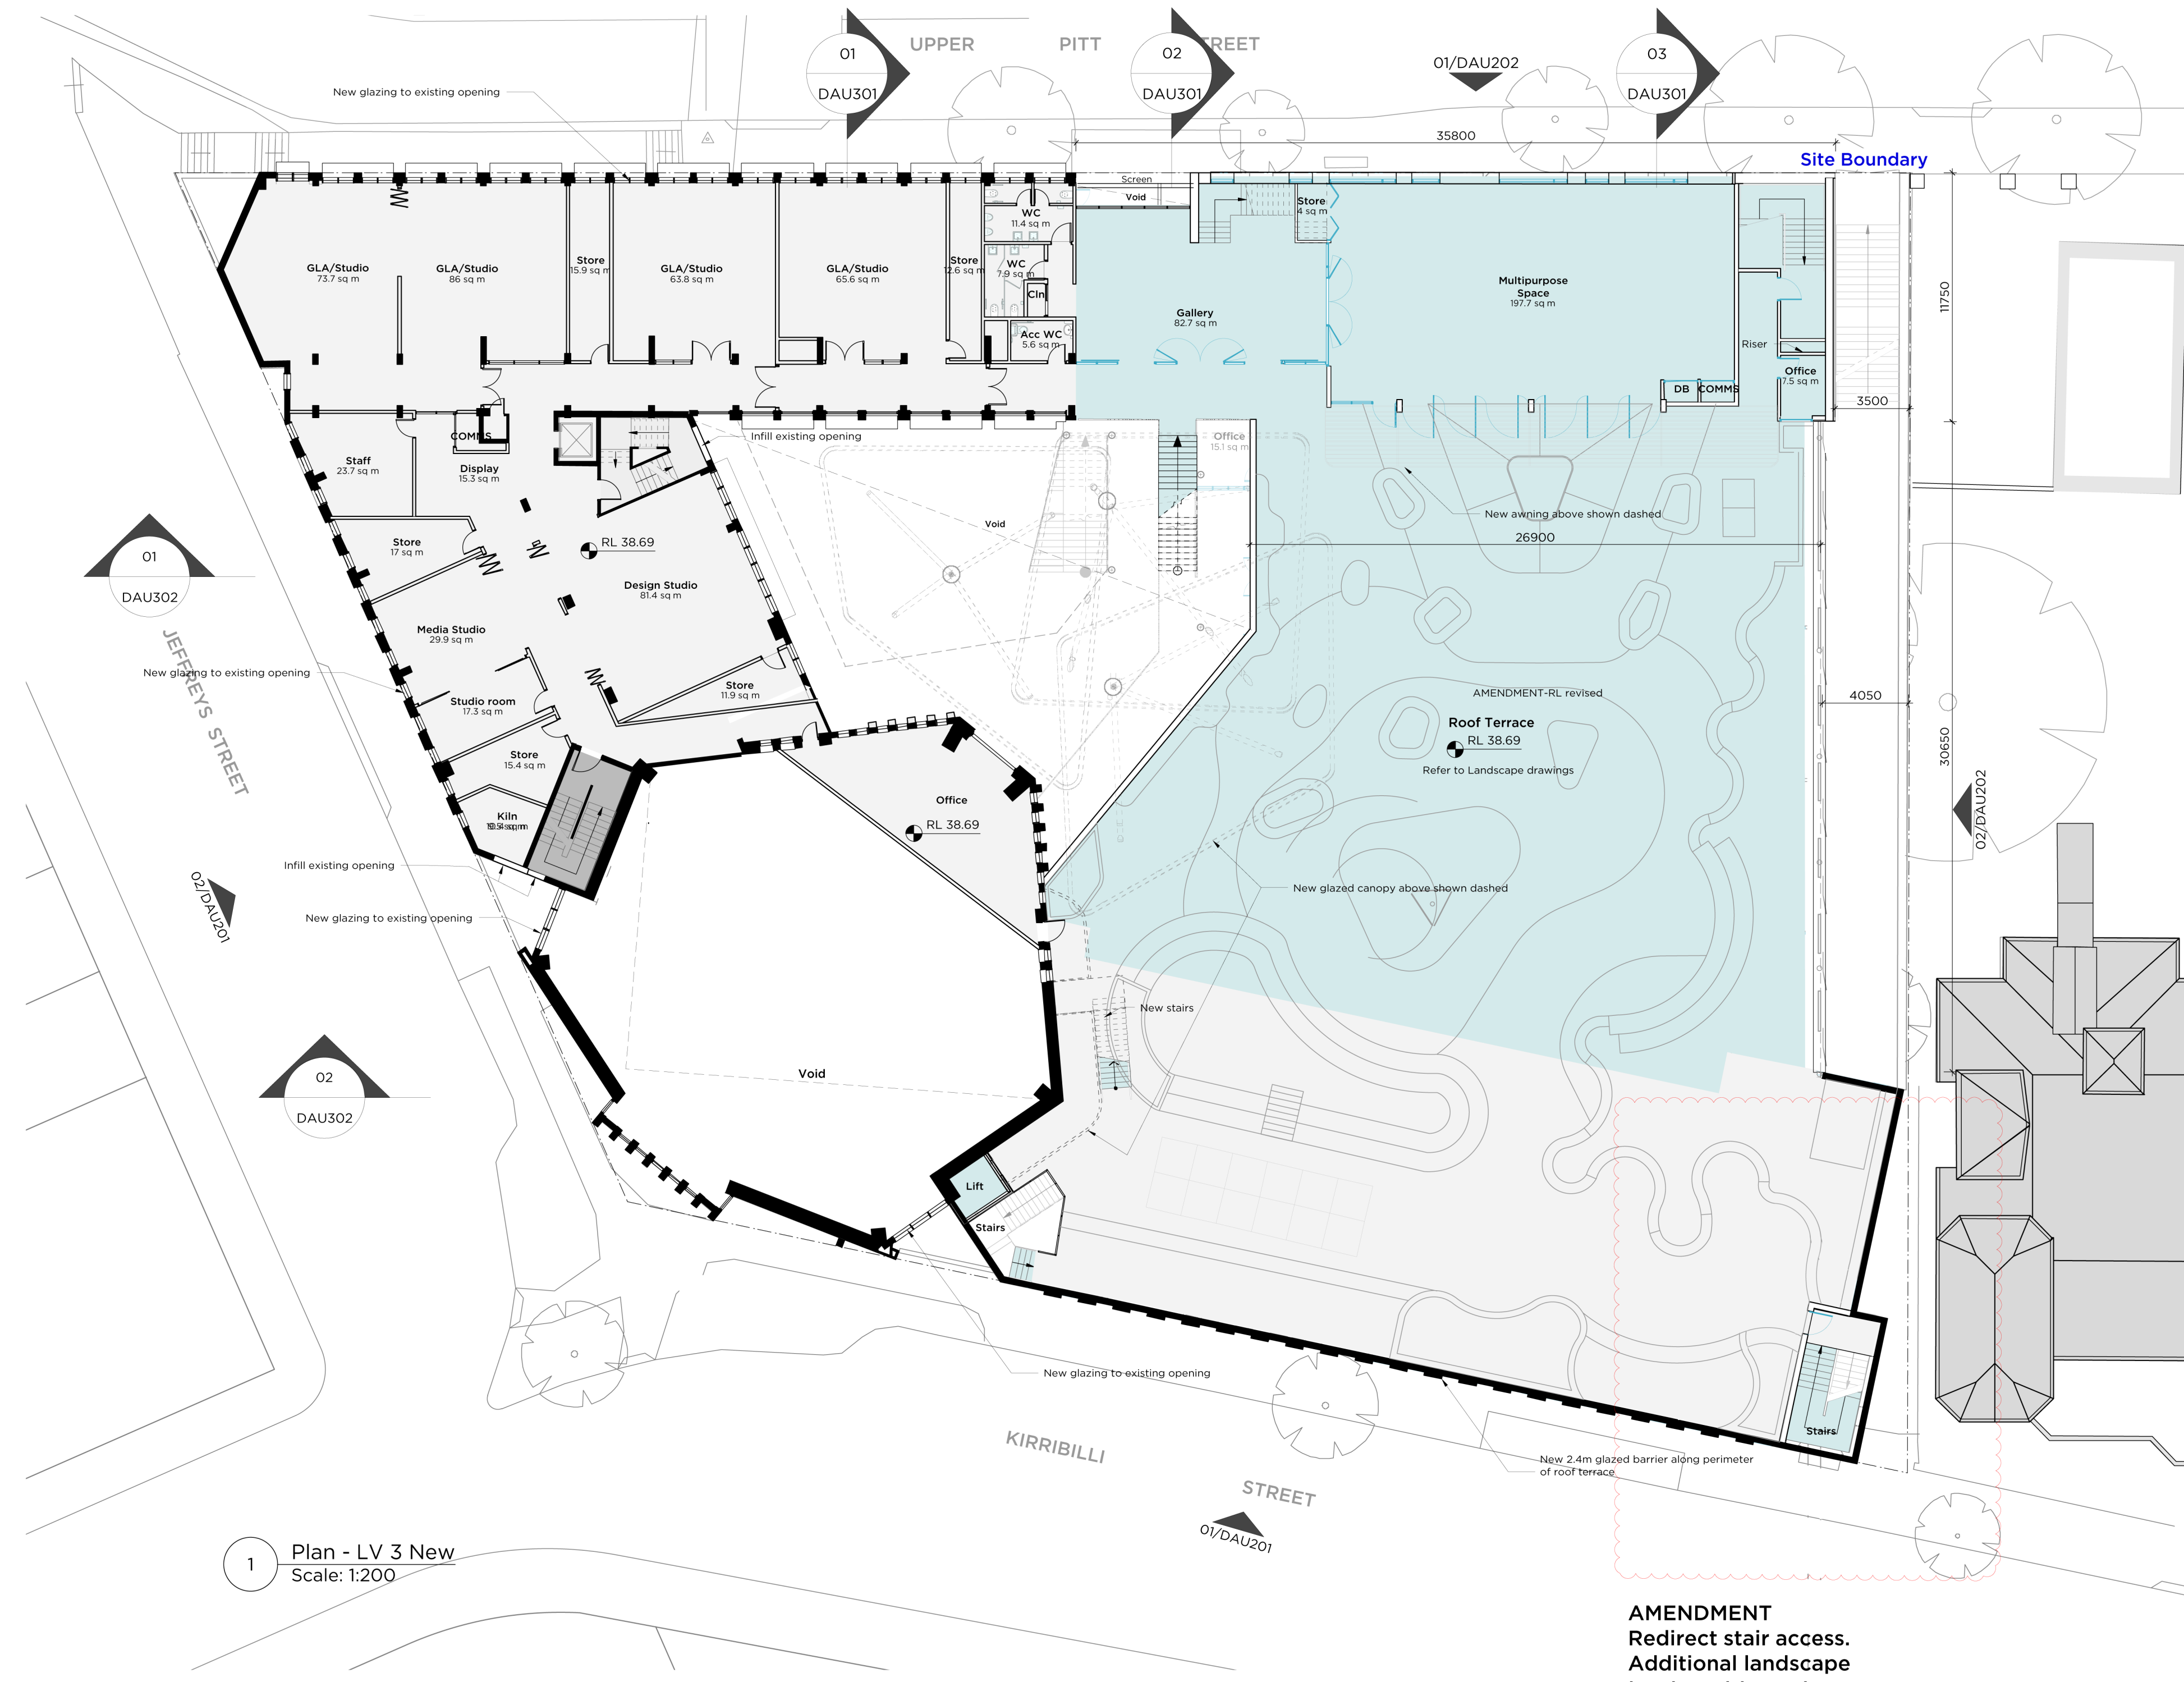 UPPER PITT STREET
01
DAU301
02
DAU301
01/DAU202
03
DAU301
New glazing to existing opening
35800
Site Boundary
Screen
Void
Store
4 sq m
WC
11.4 sq m
GLA/Studio
73.7 sq m
GLA/Studio
86 sq m
Store
15.9 sq m
GLA/Studio
63.8 sq m
GLA/Studio
65.6 sq m
Store
12.6 sq m
WC
7.9 sq m
Cln
Acc WC
5.6 sq m
Gallery
82.7 sq m
Multipurpose
Space
197.7 sq m
11750
Riser
Office
7.5 sq m
DB
COMMS
3500
COMMS
Infill existing opening
Office
15.1 sq m
Staff
23.7 sq m
Display
15.3 sq m
Void
New awning above shown dashed
26900
01
DAU302
Store
17 sq m
RL 38.69
Design Studio
81.4 sq m
Media Studio
29.9 sq m
JEFFREYS STREET
New glazing to existing opening
Store
11.9 sq m
Studio room
17.3 sq m
AMENDMENT-RL revised
Roof Terrace
RL 38.69
Refer to Landscape drawings
4050
30650
Store
15.4 sq m
Office
RL 38.69
Kiln
02/DAU202
Infill existing opening
02/DAU201
New glazing to existing opening
New glazed canopy above shown dashed
New stairs
Void
02
DAU302
Lift
Stairs
New glazing to existing opening
KIRRIBILLI
STREET
Stairs
New 2.4m glazed barrier along perimeter
of roof terrace
01/DAU201
1
Plan - LV 3 New
Scale: 1:200
AMENDMENT
Redirect stair access.
Additional landscape